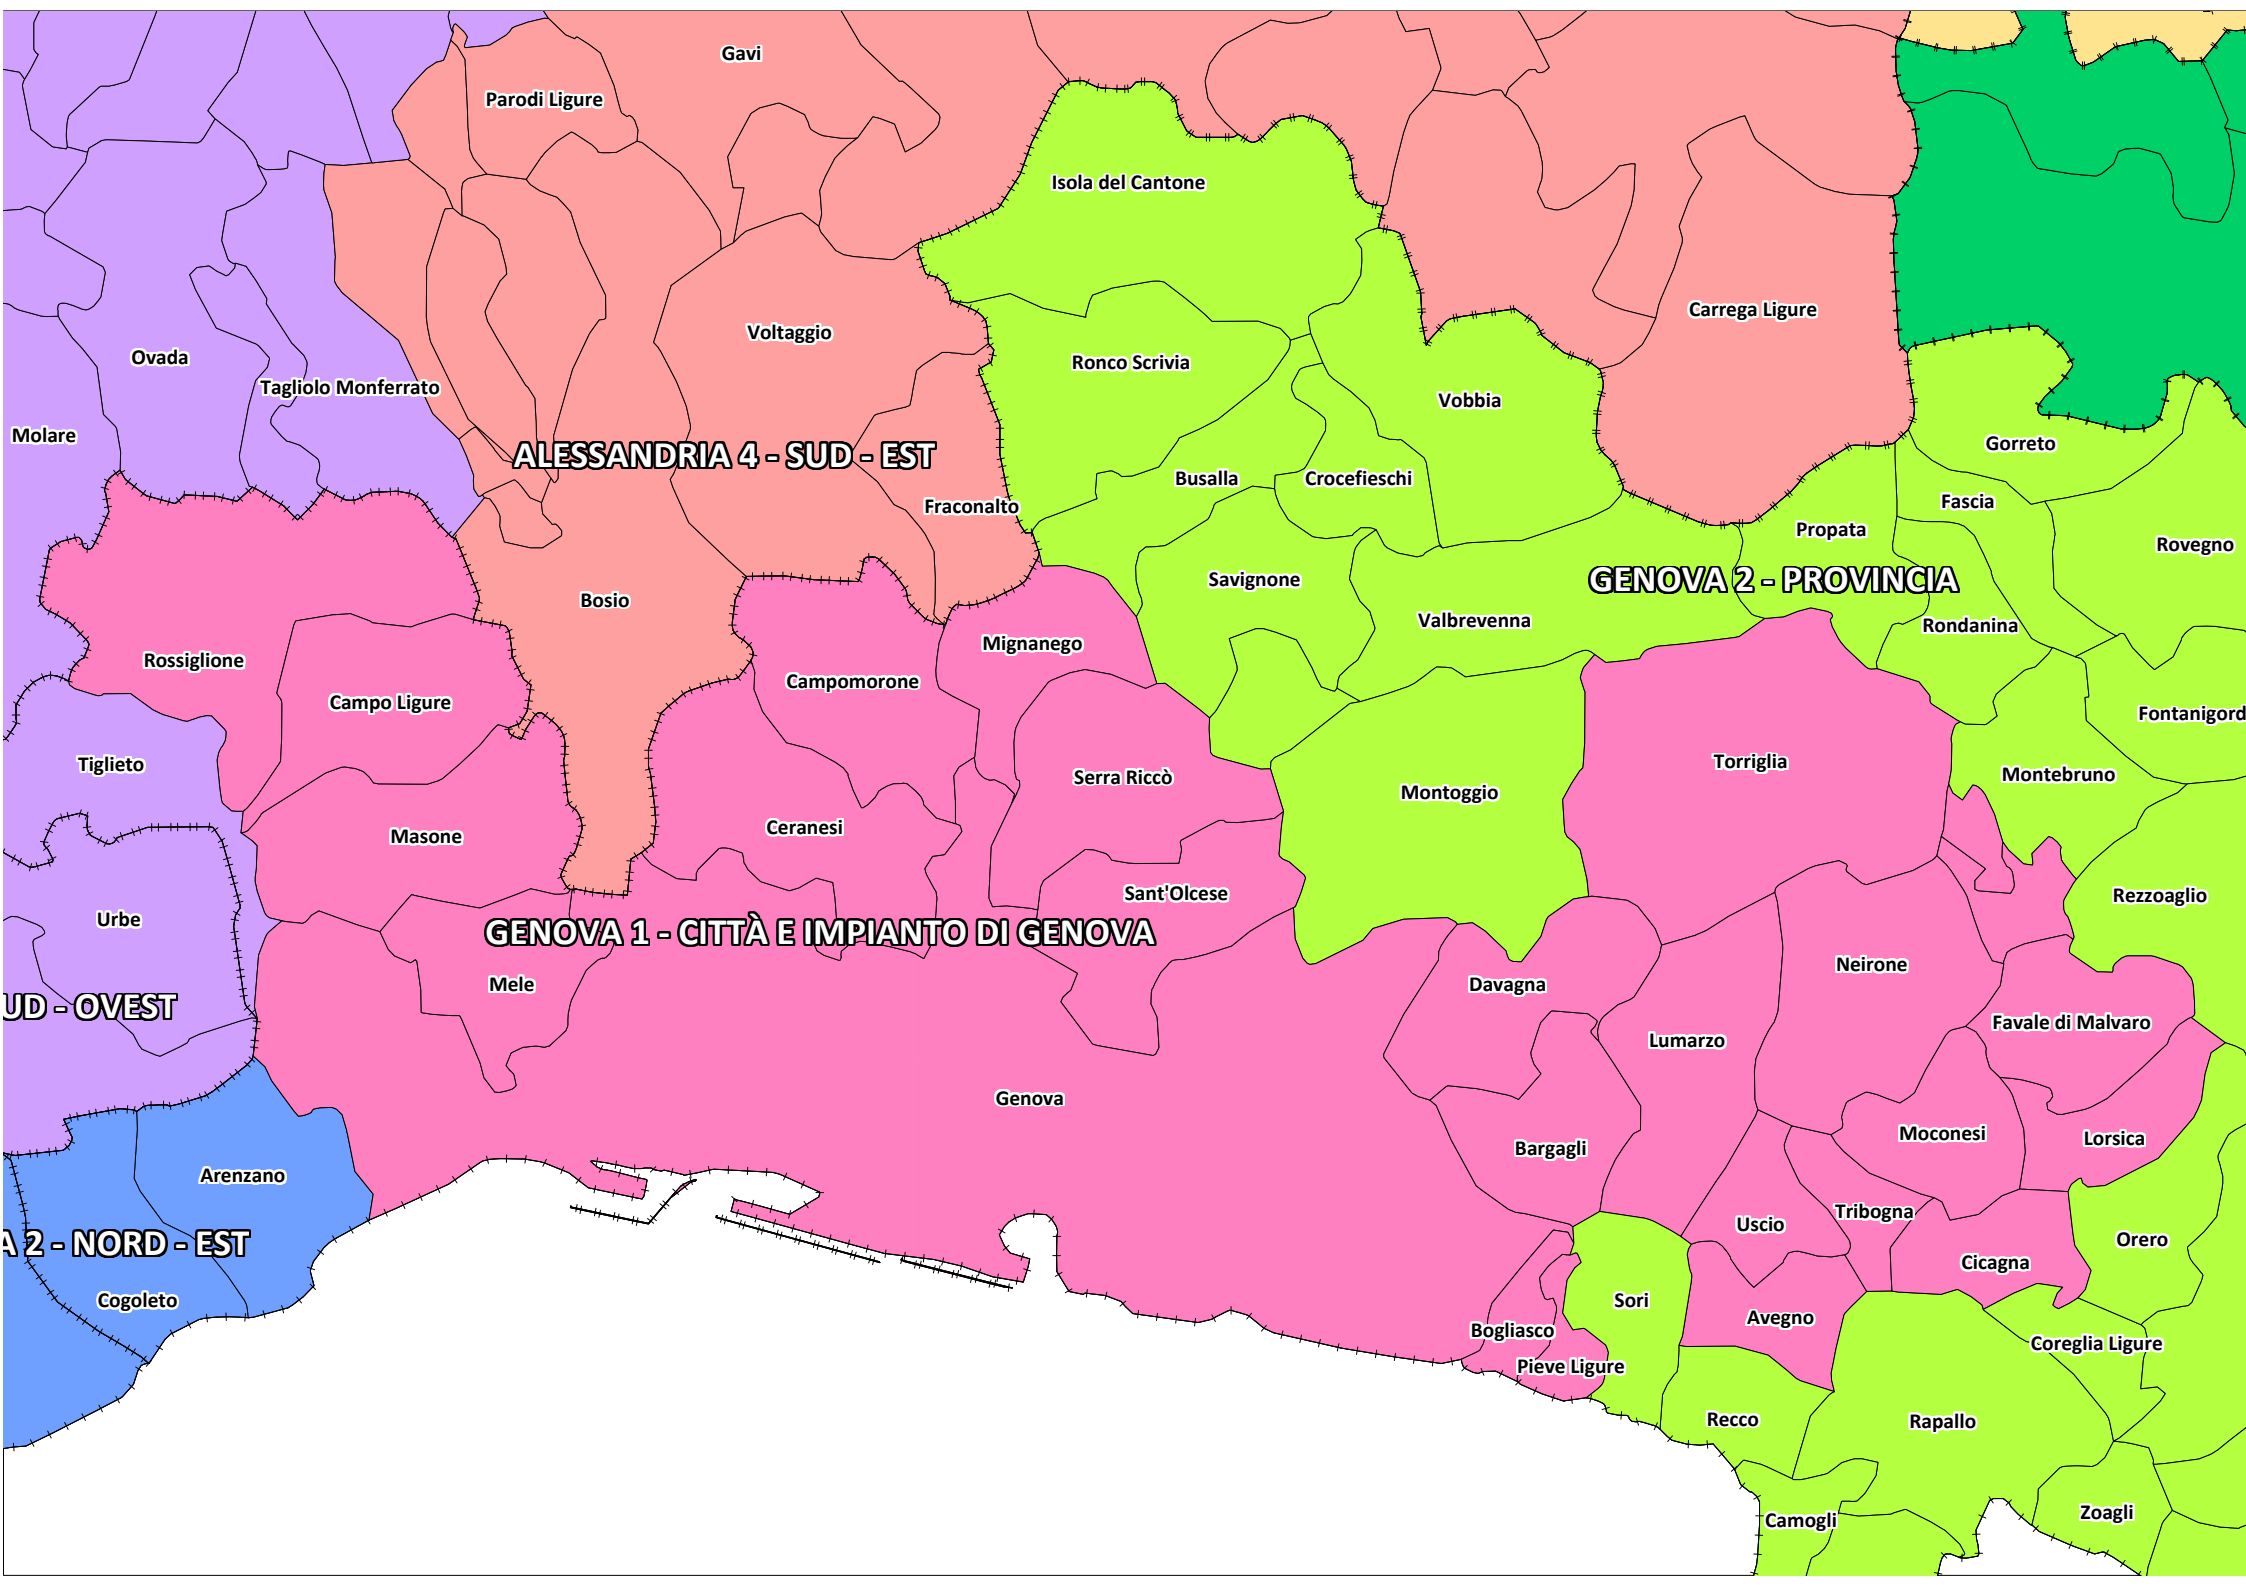 Gavi
Parodi Ligure
Isola del Cantone
Carrega Ligure
Voltaggio
Ovada
Ronco Scrivia
Tagliolo Monferrato
Vobbia
Molare
Gorreto
ALESSANDRIA 4 - SUD - EST
Busalla
Crocefieschi
Fraconalto
Fascia
Propata
Rovegno
Savignone
GENOVA 2 - PROVINCIA
Bosio
Valbrevenna
Rondanina
Mignanego
Rossiglione
Campomorone
Campo Ligure
Fontanigord
Tiglieto
Torriglia
Serra Riccò
Montebruno
Montoggio
Ceranesi
Masone
Sant'Olcese
Rezzoaglio
Urbe
GENOVA 1 - CITTÀ E IMPIANTO DI GENOVA
Neirone
Mele
Davagna
UD - OVEST
Favale di Malvaro
Lumarzo
Genova
Moconesi
Lorsica
Bargagli
Arenzano
Tribogna
Uscio
A 2 - NORD - EST
Orero
Cicagna
Cogoleto
Sori
Avegno
Bogliasco
Coreglia Ligure
Pieve Ligure
Recco
Rapallo
Zoagli
Camogli